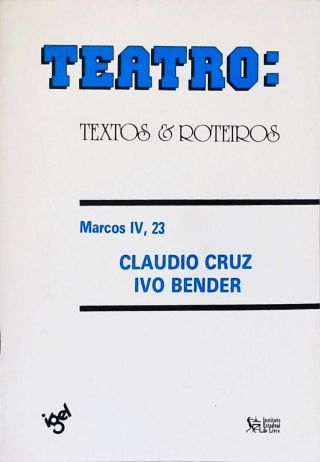 TEATRO:
TEXTOS & ROTEIROS
Marcos IV, 23
CLAUDIO CRUZ
IVO BENDER
igel
Instituto
Estadual
do Livro